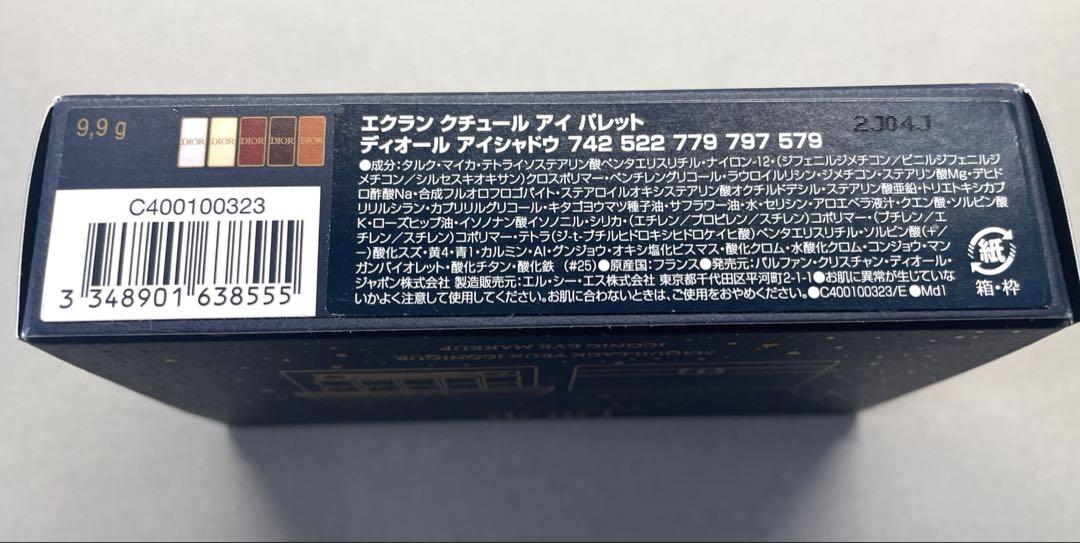 9,9 g
DIOR DIOR DIOR DIOR DIOR
C400100323
3 348901 638555
エクラン クチュール アイ パレット
ディオール アイシャドウ 742 522 779 797 579
2J04J
●成分:タルク・マイカ・テトライソステアリン酸ペンタエリスリチル・ナイロン-12・(ジフェニルジメチコン/ビニルジフェニルジ
メチコン/シルセスキオキサン)クロスポリマー・ペンチレングリコール・ラウロイルリシン・ジメチコン・ステアリン酸Mg・デヒド
ロ酢酸Na・合成フルオロフロゴパイト・ステアロイルオキシステアリン酸オクチルドデシル・ステアリン酸亜鉛・トリエトキシカプ
リリルシラン・カプリリルグリコール・キタゴヨウマツ種子油・サフラワー油・水・セリシン・アロエベラ液汁・クエン酸・ソルビン酸
K・ローズヒップ油・イソノナン酸イソノニル・シリカ・(エチレン/プロピレン/スチレン)コポリマー・(ブチレン/エ
チレン/スチレン)コポリマー・テトラ(ジ-t-ブチルヒドロキシヒドロケイヒ酸)ペンタエリスリチル・ソルビン酸・(+/
-)酸化スズ・黄4・青1・カルミン・Al・グンジョウ・オキシ塩化ビスマス・酸化クロム・水酸化クロム・コンジョウ・マン
ガンバイオレット・酸化チタン・酸化鉄 (#25)●原産国:フランス●発売元:パルファン・クリスチャン・ディオール・
ジャポン株式会社 製造販売元:エル・シー・エス株式会社 東京都千代田区平河町2-1-1●お肌に異常が生じていな
いかよく注意して使用してください。お肌に合わないときは、ご使用をおやめください。●C400100323/E ●Md1
紙
箱・枠
MAQUILLAGE YEUX ICONIQUE
ICONIC EYE MAKEUP